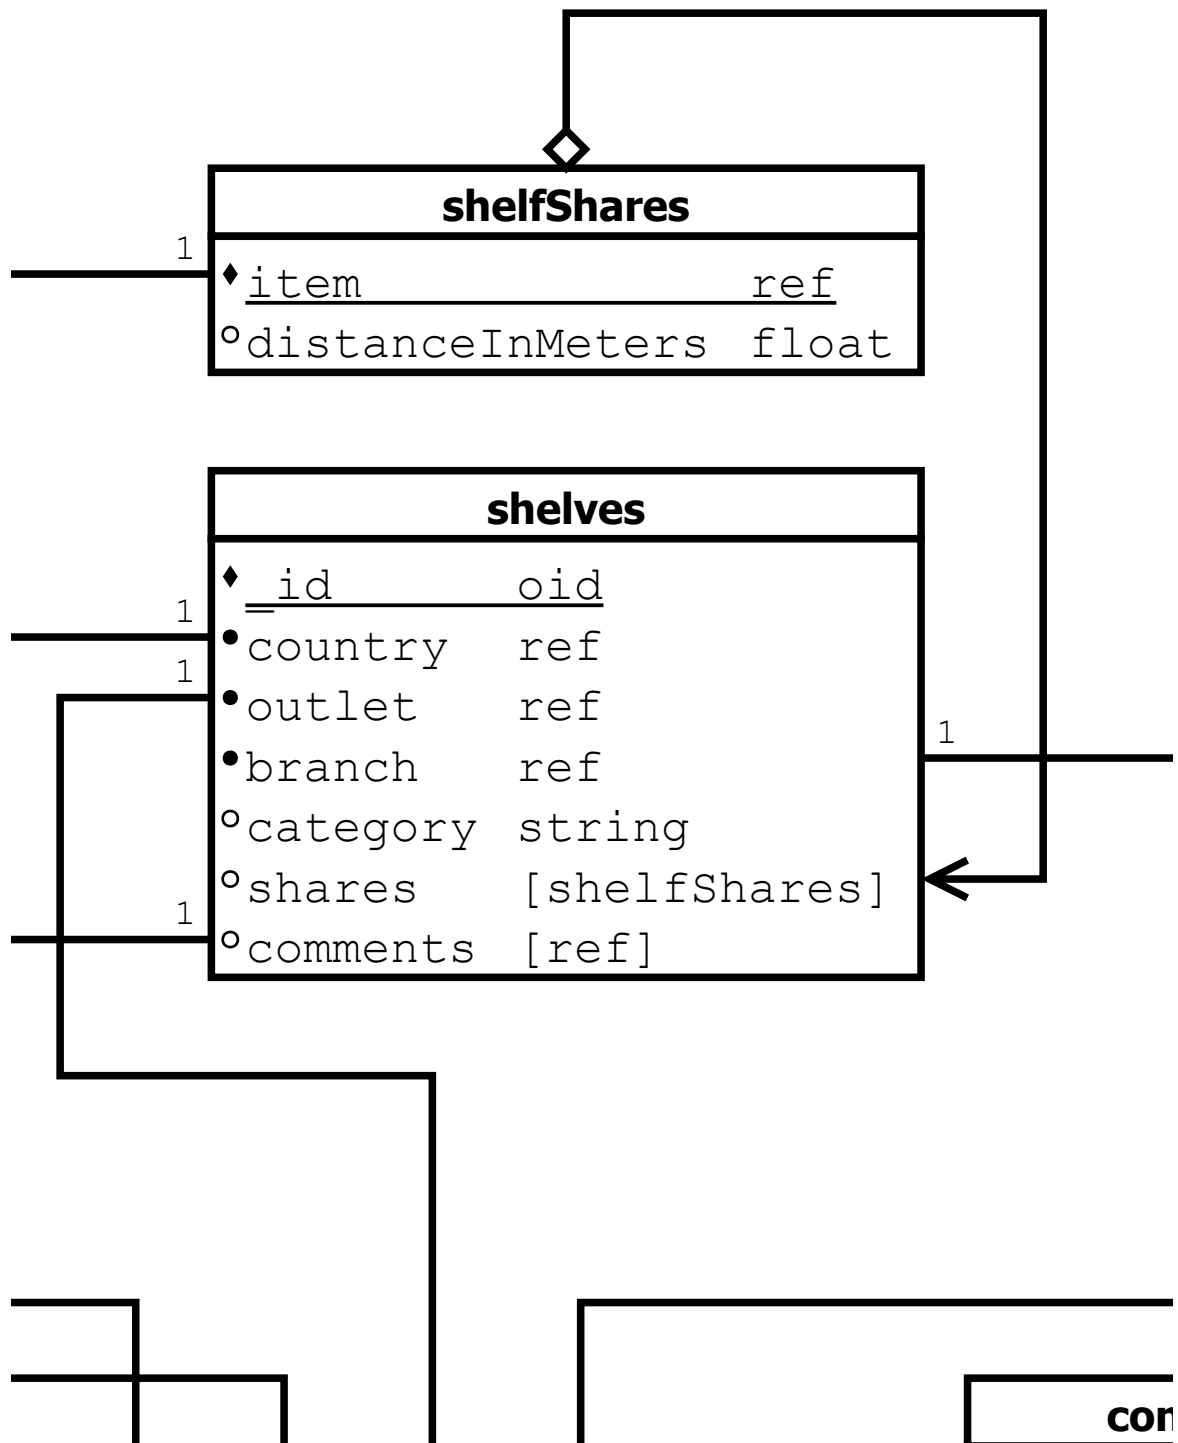 shelfShares
1
item ref
distanceInMeters float
shelves
_id oid
1
country ref
1
outlet ref
1
branch ref
category string
shares [shelfShares]
1
comments [ref]
con